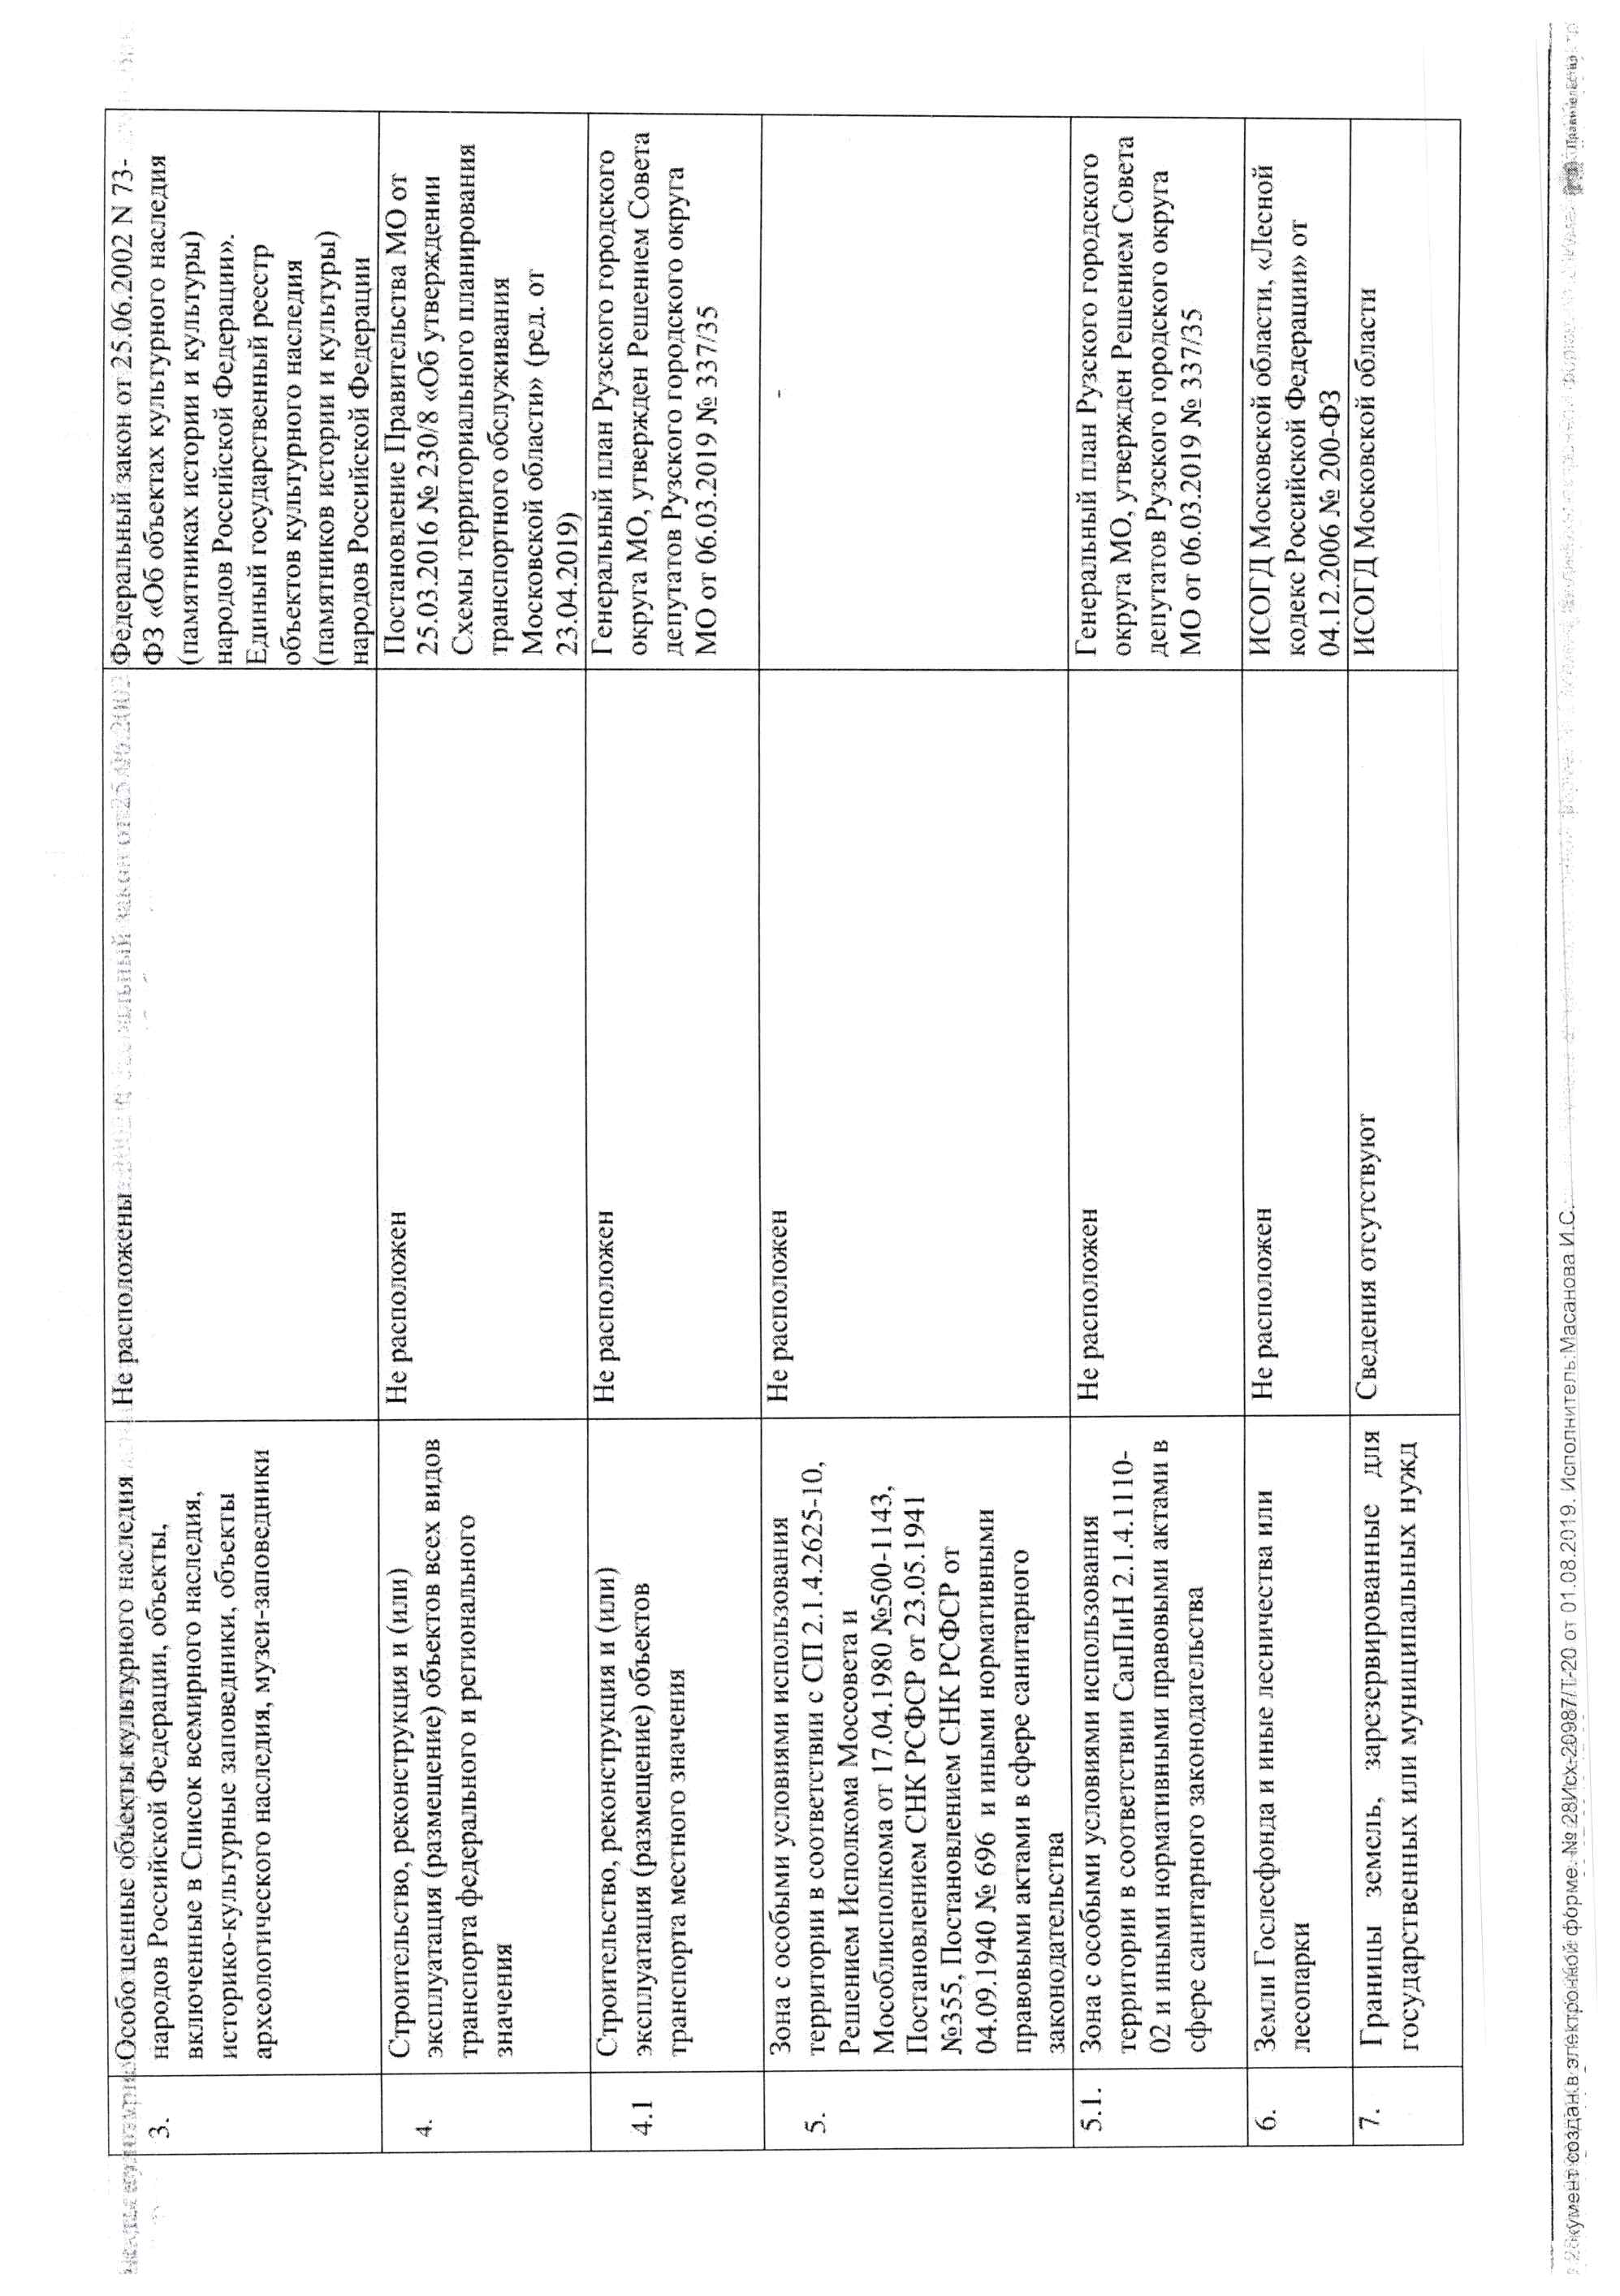 3.
Особо ценные объекты культурного наследия
народов Российской Федерации, объекты,
включенные в Список всемирного наследия,
историко-культурные заповедники, объекты
археологического наследия, музеи-заповедники
Не расположены
Федеральный закон от 25.06.2002 N 73-
ФЗ «Об объектах культурного наследия
(памятниках истории и культуры)
народов Российской Федерации».
Единый государственный реестр
объектов культурного наследия
(памятников истории и культуры)
народов Российской Федерации
4.
Строительство, реконструкция и (или)
эксплуатация (размещение) объектов всех видов
транспорта федерального и регионального
значения
Не расположен
Постановление Правительства МО от
25.03.2016 № 230/8 «Об утверждении
Схемы территориального планирования
транспортного обслуживания
Московской области» (ред. от
23.04.2019)
4.1
Строительство, реконструкция и (или)
эксплуатация (размещение) объектов
транспорта местного значения
Не расположен
Генеральный план Рузского городского
округа МО, утвержден Решением Совета
депутатов Рузского городского округа
МО от 06.03.2019 № 337/35
5.
Зона с особыми условиями использования
территории в соответствии с СП 2.1.4.2625-10,
Решением Исполкома Моссовета и
Мособлисполкома от 17.04.1980 №500-1143,
Постановлением СНК РСФСР от 23.05.1941
№355, Постановлением СНК РСФСР от
04.09.1940 № 696 и иными нормативными
правовыми актами в сфере санитарного
законодательства
Не расположен
-
5.1.
Зона с особыми условиями использования
территории в соответствии СанПиН 2.1.4.1110-
02 и иными нормативными правовыми актами в
сфере санитарного законодательства
Не расположен
Генеральный план Рузского городского
округа МО, утвержден Решением Совета
депутатов Рузского городского округа
МО от 06.03.2019 № 337/35
6.
Земли Гослесфонда и иные лесничества или
лесопарки
Не расположен
ИСОГД Московской области, «Лесной
кодекс Российской Федерации» от
04.12.2006 № 200-ФЗ
7.
Границы земель, зарезервированные для
государственных или муниципальных нужд
Сведения отсутствуют
ИСОГД Московской области
Документ создан в электронной форме. № 28Исх-20987/Т-20 от 01.08.2019. Исполнитель:Масанова И.С.